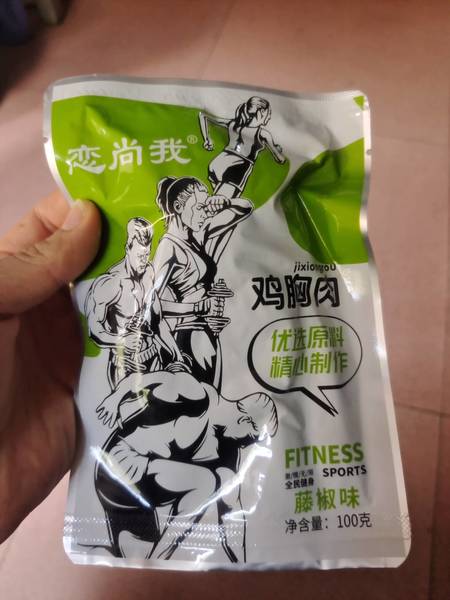 恋尚我®
jixiongrou
鸡胸肉
优选原料
精心制作
FITNESS
SPORTS
全民健身
藤椒味
净含量：100克